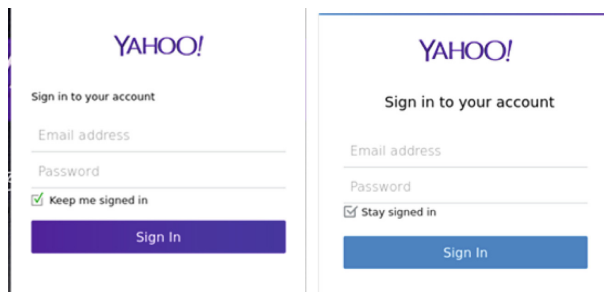 YAHOO!
Sign in to your account
Email address
Password
Keep me signed in
Sign In
YAHOO!
Sign in to your account
Email address
Password
Stay signed in
Sign In